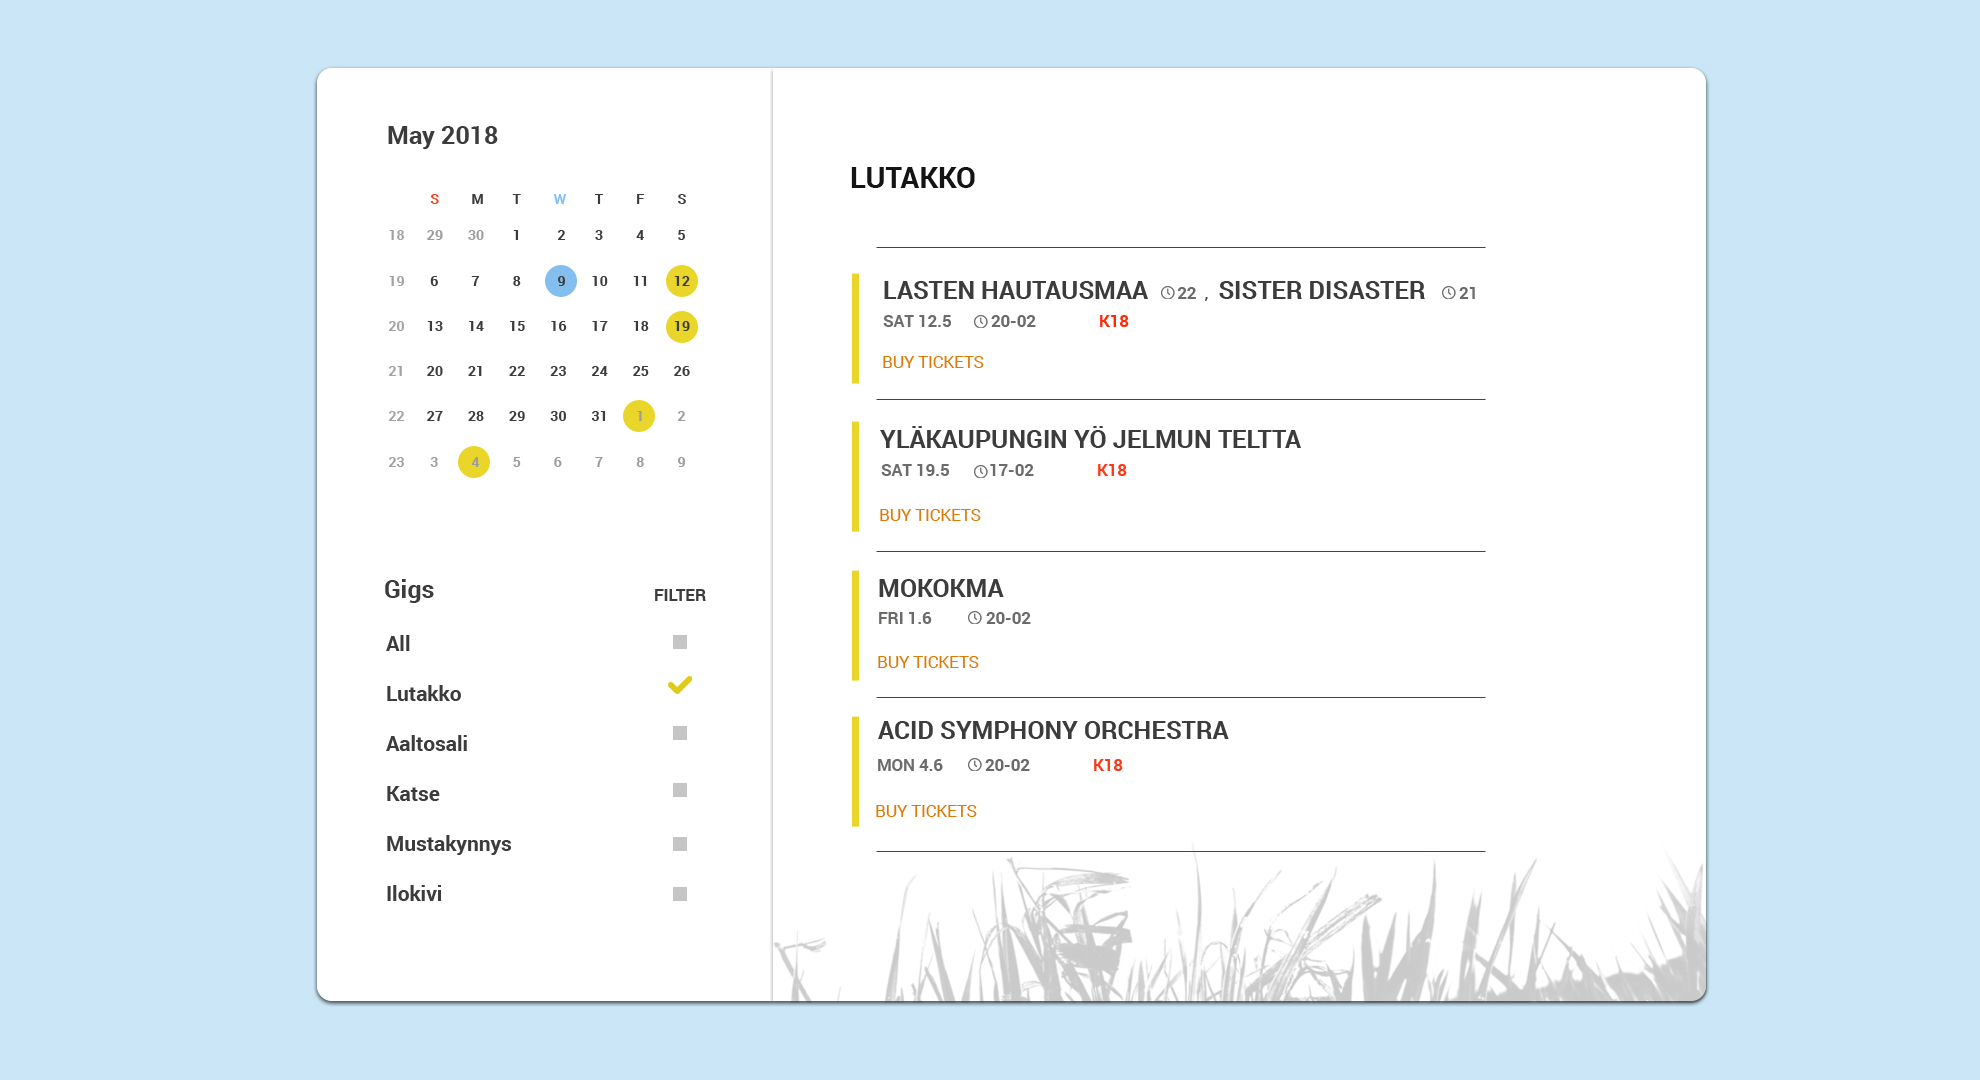 May 2018
S M T W T F S
18 29 30 1 2 3 4 5
19 6 7 8 9 10 11 12
20 13 14 15 16 17 18 19
21 20 21 22 23 24 25 26
22 27 28 29 30 31 1 2
23 3 4 5 6 7 8 9
Gigs FILTER
All
Lutakko
Aaltosali
Katse
Mustakynnys
Ilokivi
LUTAKKO
LASTEN HAUTAUSMAA 22 , SISTER DISASTER 21
SAT 12.5 20-02 K18
BUY TICKETS
YLÄKAUPUNGIN YÖ JELMUN TELTTA
SAT 19.5 17-02 K18
BUY TICKETS
MOKOKMA
FRI 1.6 20-02
BUY TICKETS
ACID SYMPHONY ORCHESTRA
MON 4.6 20-02 K18
BUY TICKETS